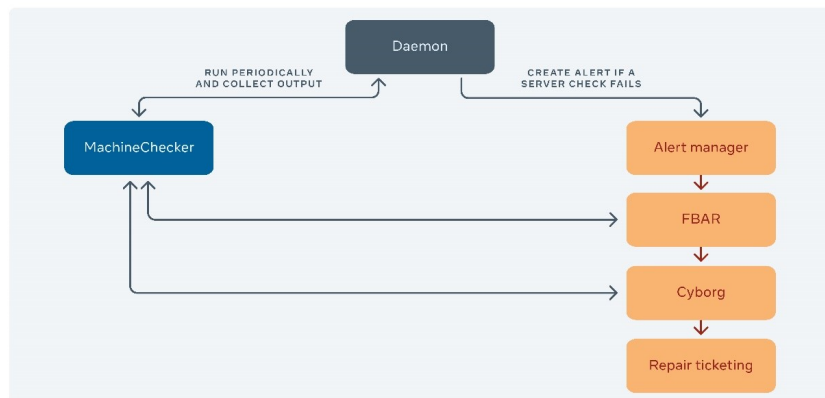 Daemon
RUN PERIODICALLY
AND COLLECT OUTPUT
CREATE ALERT IF A
SERVER CHECK FAILS
MachineChecker
Alert manager
FBAR
Cyborg
Repair ticketing